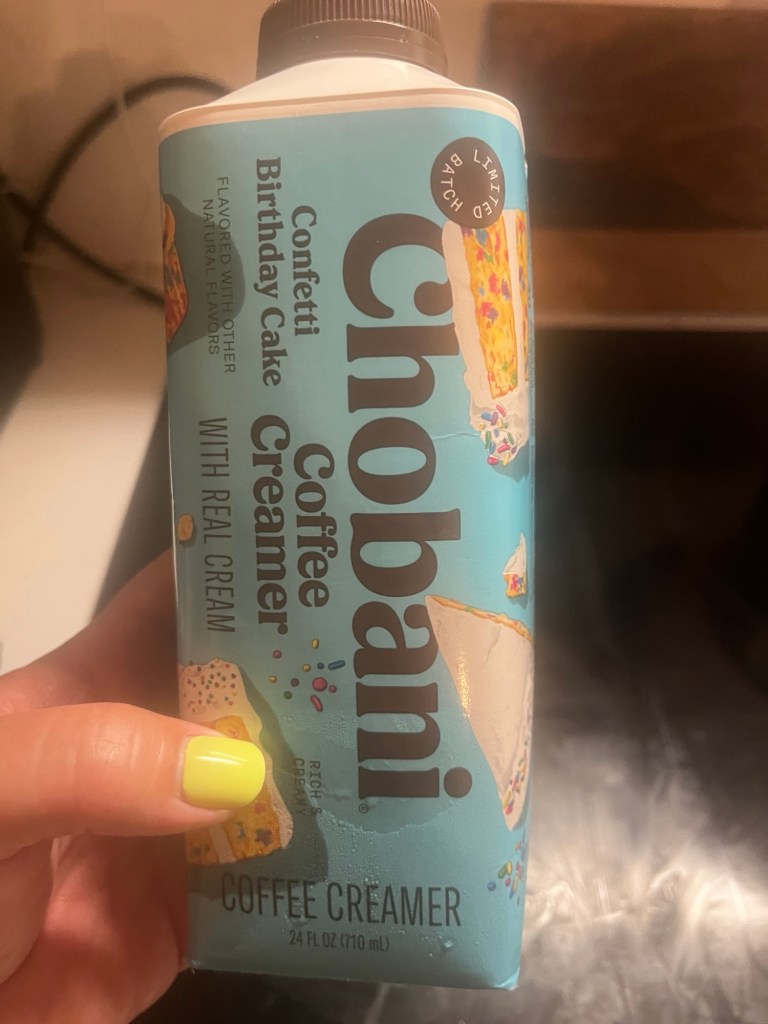 LIMITED BATCH
Chobani®
Confetti
Birthday Cake
Coffee
Creamer
FLAVORED WITH OTHER
NATURAL FLAVORS
WITH REAL CREAM
RICH &
CREAMY
COFFEE CREAMER
24 FL OZ (710 mL)